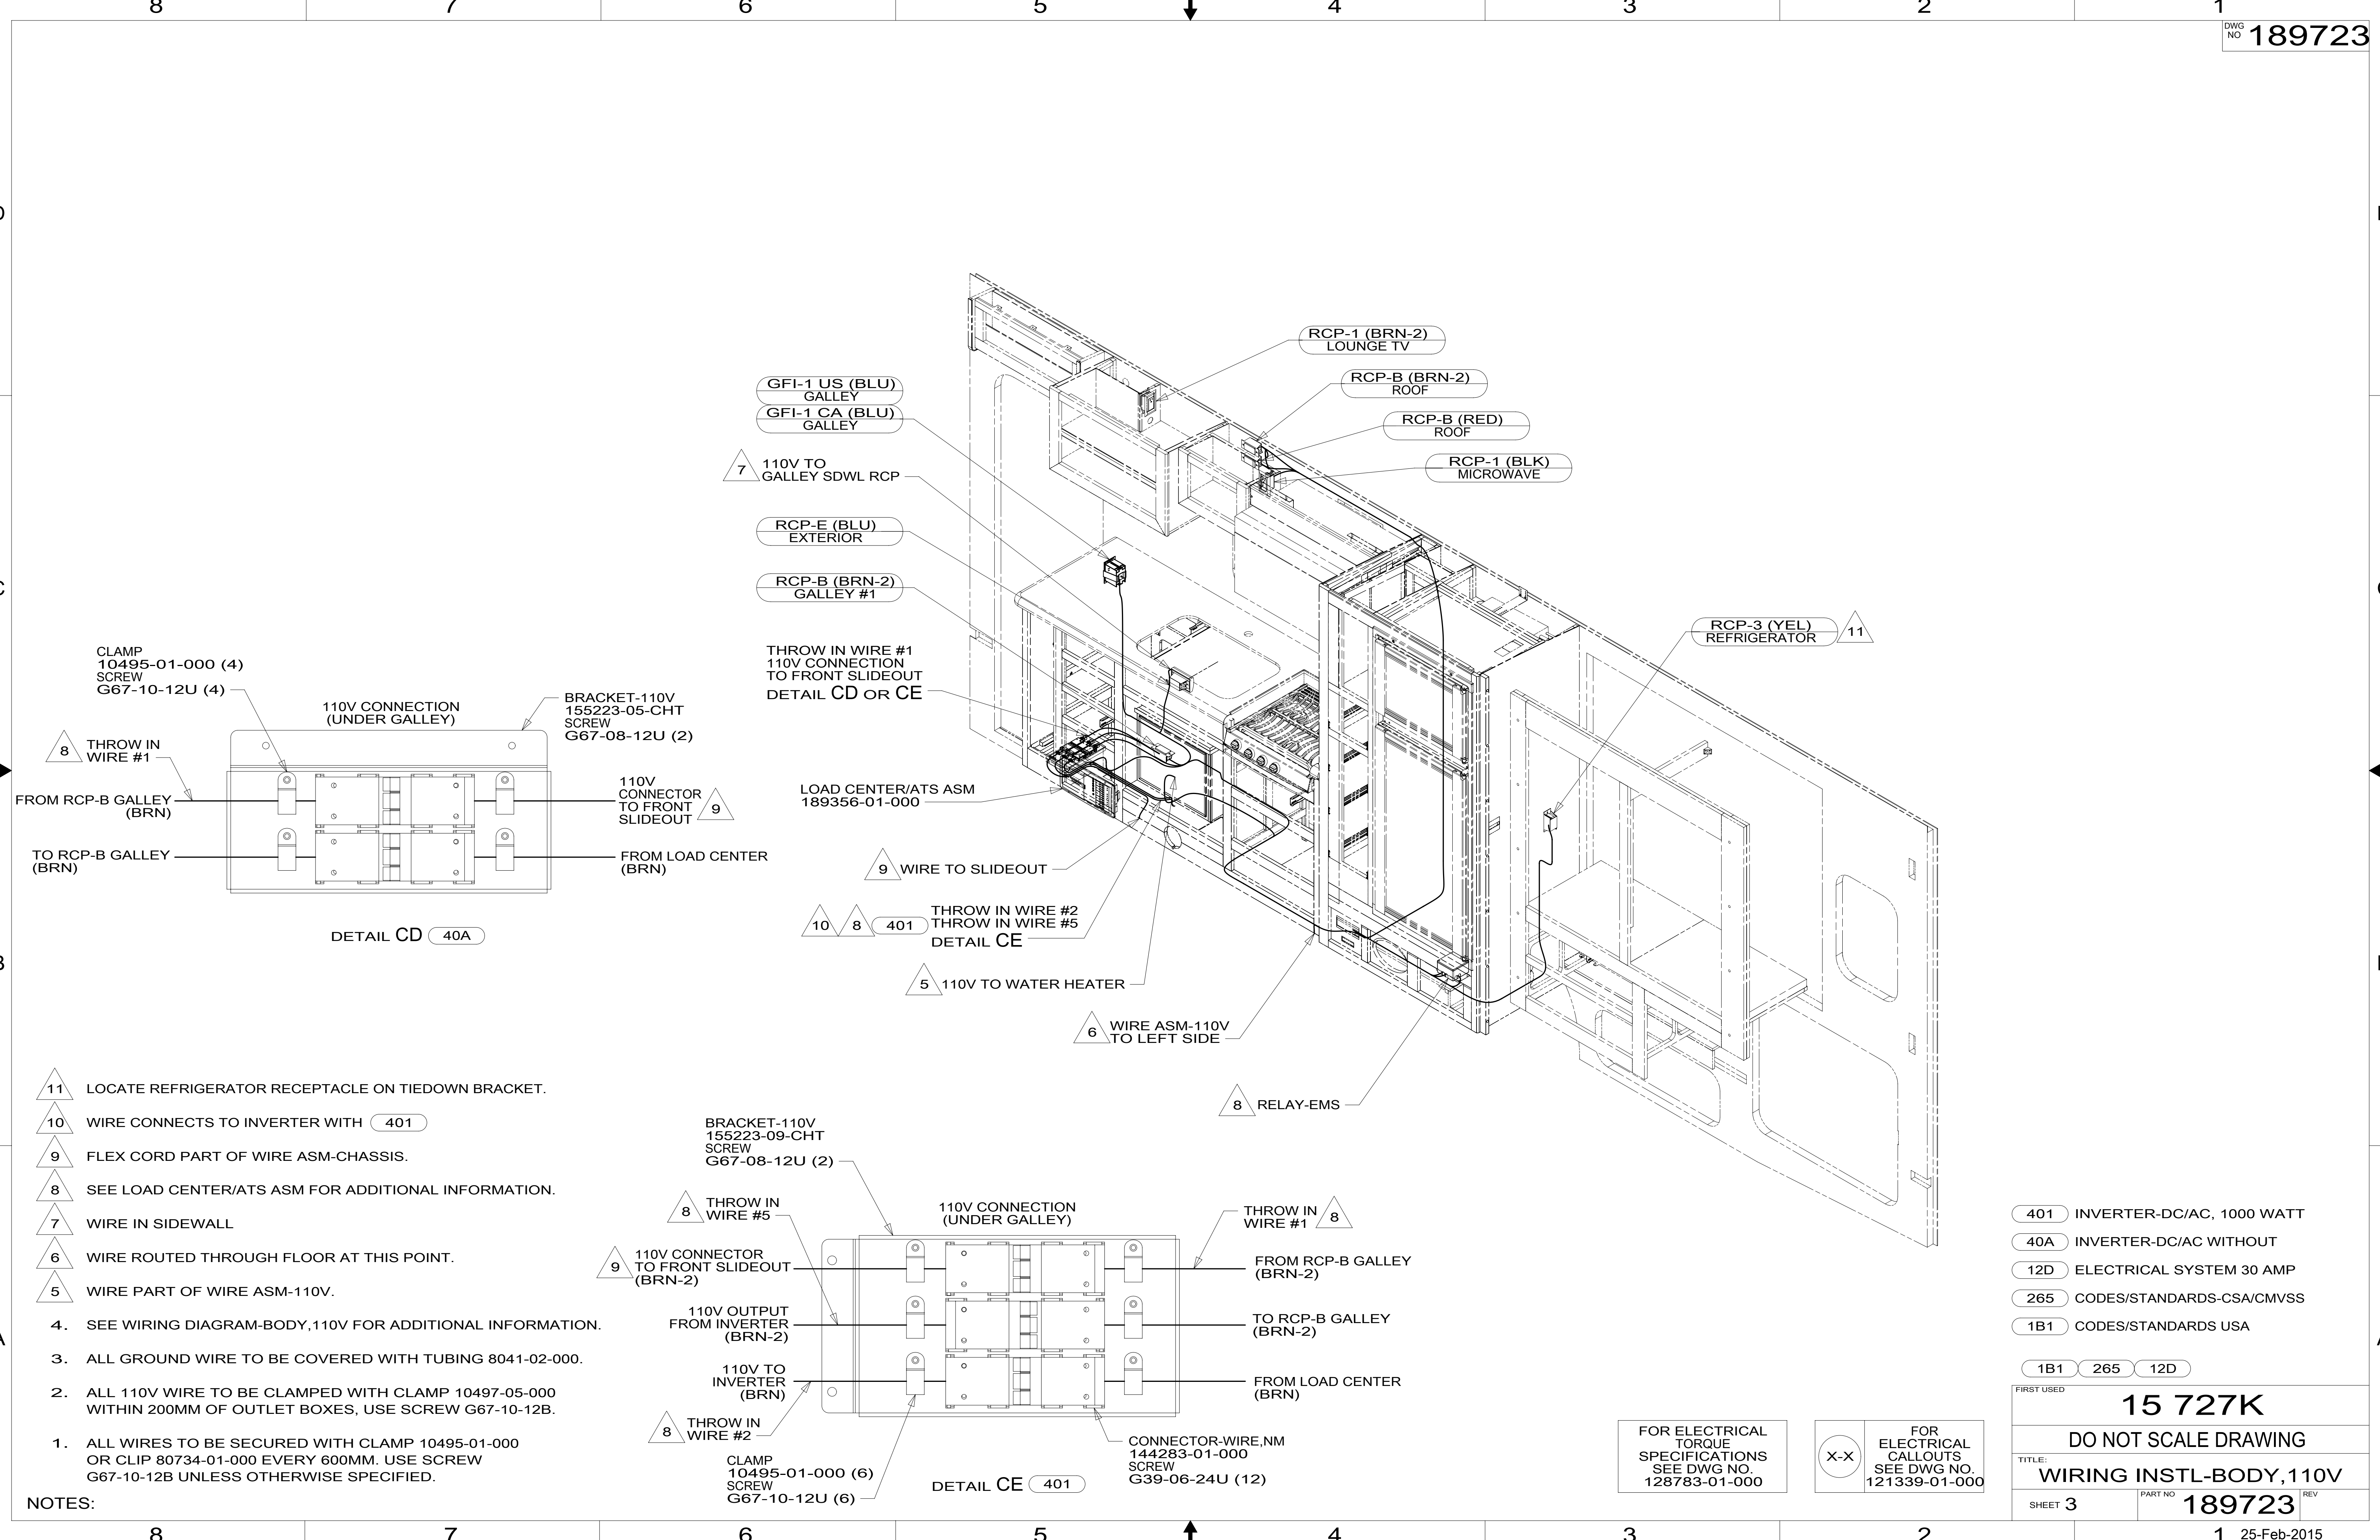 8 7 6 5 4 3 2 1
DWG NO 189723
RCP-1 (BRN-2)
LOUNGE TV
RCP-B (BRN-2)
ROOF
RCP-B (RED)
ROOF
RCP-1 (BLK)
MICROWAVE
GFI-1 US (BLU)
GALLEY
GFI-1 CA (BLU)
GALLEY
7 110V TO
GALLEY SDWL RCP
RCP-E (BLU)
EXTERIOR
RCP-B (BRN-2)
GALLEY #1
THROW IN WIRE #1
110V CONNECTION
TO FRONT SLIDEOUT
DETAIL CD OR CE
RCP-3 (YEL)
REFRIGERATOR
11
LOAD CENTER/ATS ASM
189356-01-000
9 WIRE TO SLIDEOUT
10 8 401
THROW IN WIRE #2
THROW IN WIRE #5
DETAIL CE
5 110V TO WATER HEATER
6 WIRE ASM-110V
TO LEFT SIDE
8 RELAY-EMS
CLAMP
10495-01-000 (4)
SCREW
G67-10-12U (4)
110V CONNECTION
(UNDER GALLEY)
BRACKET-110V
155223-05-CHT
SCREW
G67-08-12U (2)
8 THROW IN
WIRE #1
FROM RCP-B GALLEY
(BRN)
TO RCP-B GALLEY
(BRN)
110V
CONNECTOR
TO FRONT
SLIDEOUT
9
FROM LOAD CENTER
(BRN)
DETAIL CD 40A
11 LOCATE REFRIGERATOR RECEPTACLE ON TIEDOWN BRACKET.
10 WIRE CONNECTS TO INVERTER WITH 401
9 FLEX CORD PART OF WIRE ASM-CHASSIS.
8 SEE LOAD CENTER/ATS ASM FOR ADDITIONAL INFORMATION.
7 WIRE IN SIDEWALL
6 WIRE ROUTED THROUGH FLOOR AT THIS POINT.
5 WIRE PART OF WIRE ASM-110V.
4. SEE WIRING DIAGRAM-BODY,110V FOR ADDITIONAL INFORMATION.
3. ALL GROUND WIRE TO BE COVERED WITH TUBING 8041-02-000.
2. ALL 110V WIRE TO BE CLAMPED WITH CLAMP 10497-05-000
WITHIN 200MM OF OUTLET BOXES, USE SCREW G67-10-12B.
1. ALL WIRES TO BE SECURED WITH CLAMP 10495-01-000
OR CLIP 80734-01-000 EVERY 600MM. USE SCREW
G67-10-12B UNLESS OTHERWISE SPECIFIED.
NOTES:
BRACKET-110V
155223-09-CHT
SCREW
G67-08-12U (2)
8 THROW IN
WIRE #5
110V CONNECTION
(UNDER GALLEY)
THROW IN
WIRE #1
8
9 110V CONNECTOR
TO FRONT SLIDEOUT
(BRN-2)
FROM RCP-B GALLEY
(BRN-2)
110V OUTPUT
FROM INVERTER
(BRN-2)
TO RCP-B GALLEY
(BRN-2)
110V TO
INVERTER
(BRN)
FROM LOAD CENTER
(BRN)
8 THROW IN
WIRE #2
CLAMP
10495-01-000 (6)
SCREW
G67-10-12U (6)
DETAIL CE 401
CONNECTOR-WIRE,NM
144283-01-000
SCREW
G39-06-24U (12)
FOR ELECTRICAL
TORQUE
SPECIFICATIONS
SEE DWG NO.
128783-01-000
X-X
FOR
ELECTRICAL
CALLOUTS
SEE DWG NO.
121339-01-000
401 INVERTER-DC/AC, 1000 WATT
40A INVERTER-DC/AC WITHOUT
12D ELECTRICAL SYSTEM 30 AMP
265 CODES/STANDARDS-CSA/CMVSS
1B1 CODES/STANDARDS USA
1B1 265 12D
FIRST USED
15 727K
DO NOT SCALE DRAWING
TITLE:
WIRING INSTL-BODY,110V
SHEET 3
PART NO 189723
REV
8 7 6 5 4 3 2 1
25-Feb-2015